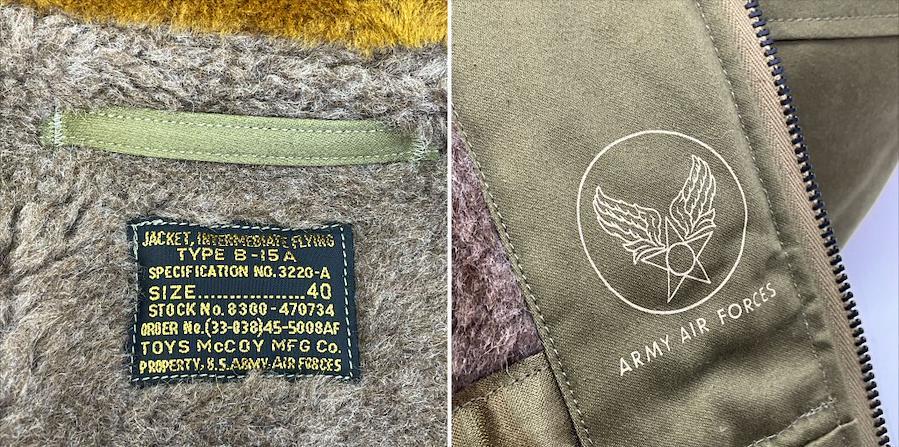 JACKET, INTERMEDIATE FLYING
TYPE B-15A
SPECIFICATION NO. 3220-A
SIZE..............40
STOCK No. 8300-470734
ORDER No.(33-038)45-5008AF
TOYS McCOY MFG Co.
PROPERTY, U.S. ARMY AIR FORCES
ARMY AIR FORCES